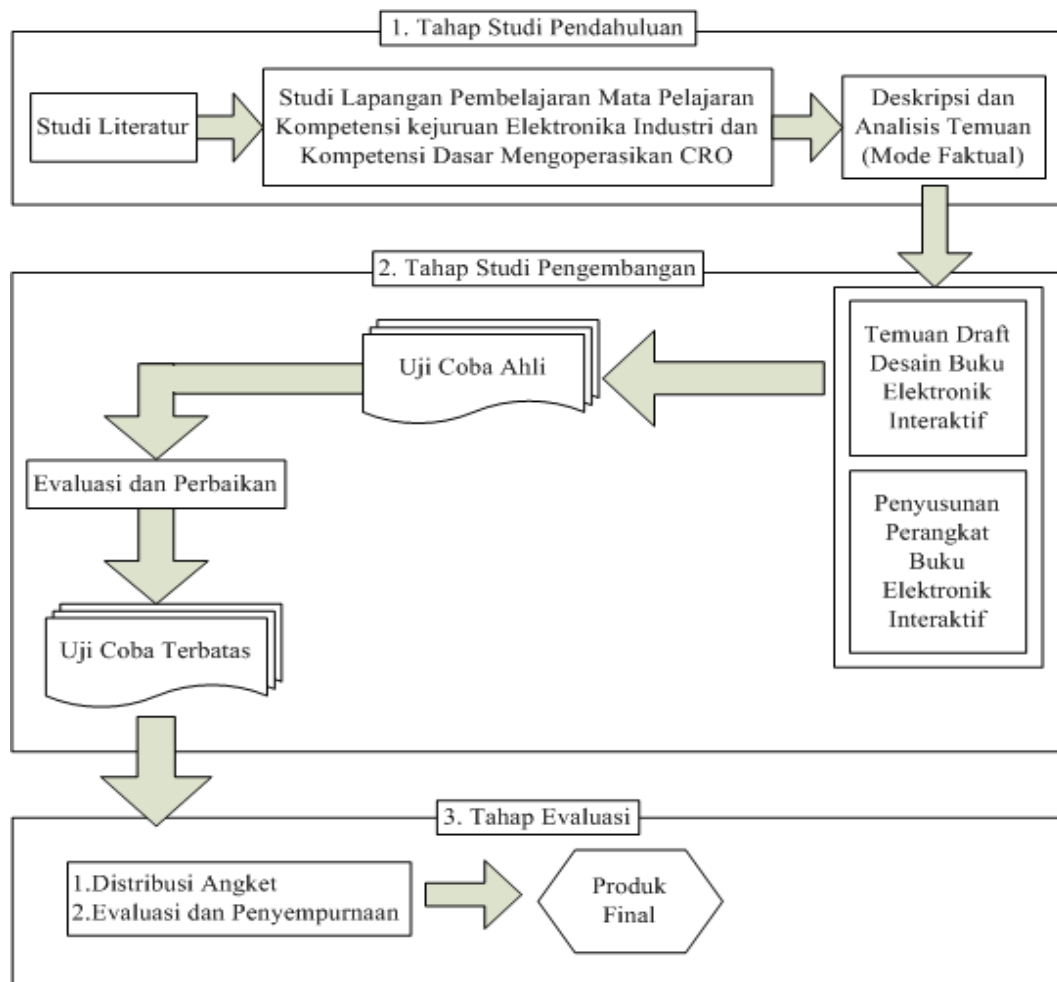 1. Tahap Studi Pendahuluan
Studi Literatur
Studi Lapangan Pembelajaran Mata Pelajaran
Kompetensi kejuruan Elektronika Industri dan
Kompetensi Dasar Mengoperasikan CRO
Deskripsi dan
Analisis Temuan
(Mode Faktual)
2. Tahap Studi Pengembangan
Temuan Draft
Desain Buku
Elektronik
Interaktif
Penyusunan
Perangkat
Buku
Elektronik
Interaktif
Uji Coba Ahli
Evaluasi dan Perbaikan
Uji Coba Terbatas
3. Tahap Evaluasi
1.Distribusi Angket
2.Evaluasi dan Penyempurnaan
Produk
Final